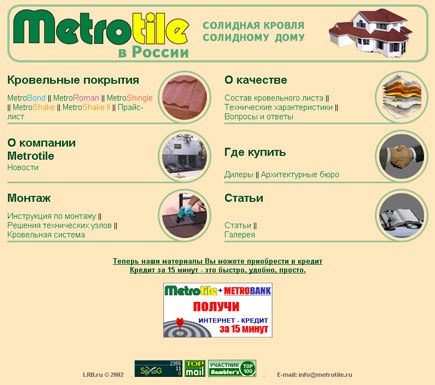 Metrotile
в России
СОЛИДНАЯ КРОВЛЯ
СОЛИДНОМУ ДОМУ
Кровельные покрытия
MetroBond || MetroRoman || MetroShingle
|| MetroShake || MetroShake II || Прайс-
лист
О качестве
Состав кровельного листа ||
Технические характеристики ||
Вопросы и ответы
О компании
Metrotile
Новости
Где купить
Дилеры || Архитектурные бюро
Монтаж
Инструкция по монтажу ||
Решения технических узлов ||
Кровельная система
Статьи
Статьи ||
Галерея
Теперь наши материалы Вы можете приобрести в кредит
Кредит за 15 минут - это быстро, удобно, просто.
Metrotile+METROBANK
ПОЛУЧИ
ИНТЕРНЕТ - КРЕДИТ
за 15 минут
LRB.ru © 2002
TOP
mail
УЧАСТНИК
Rambler's
TOP
100
E-mail: info@metrotile.ru